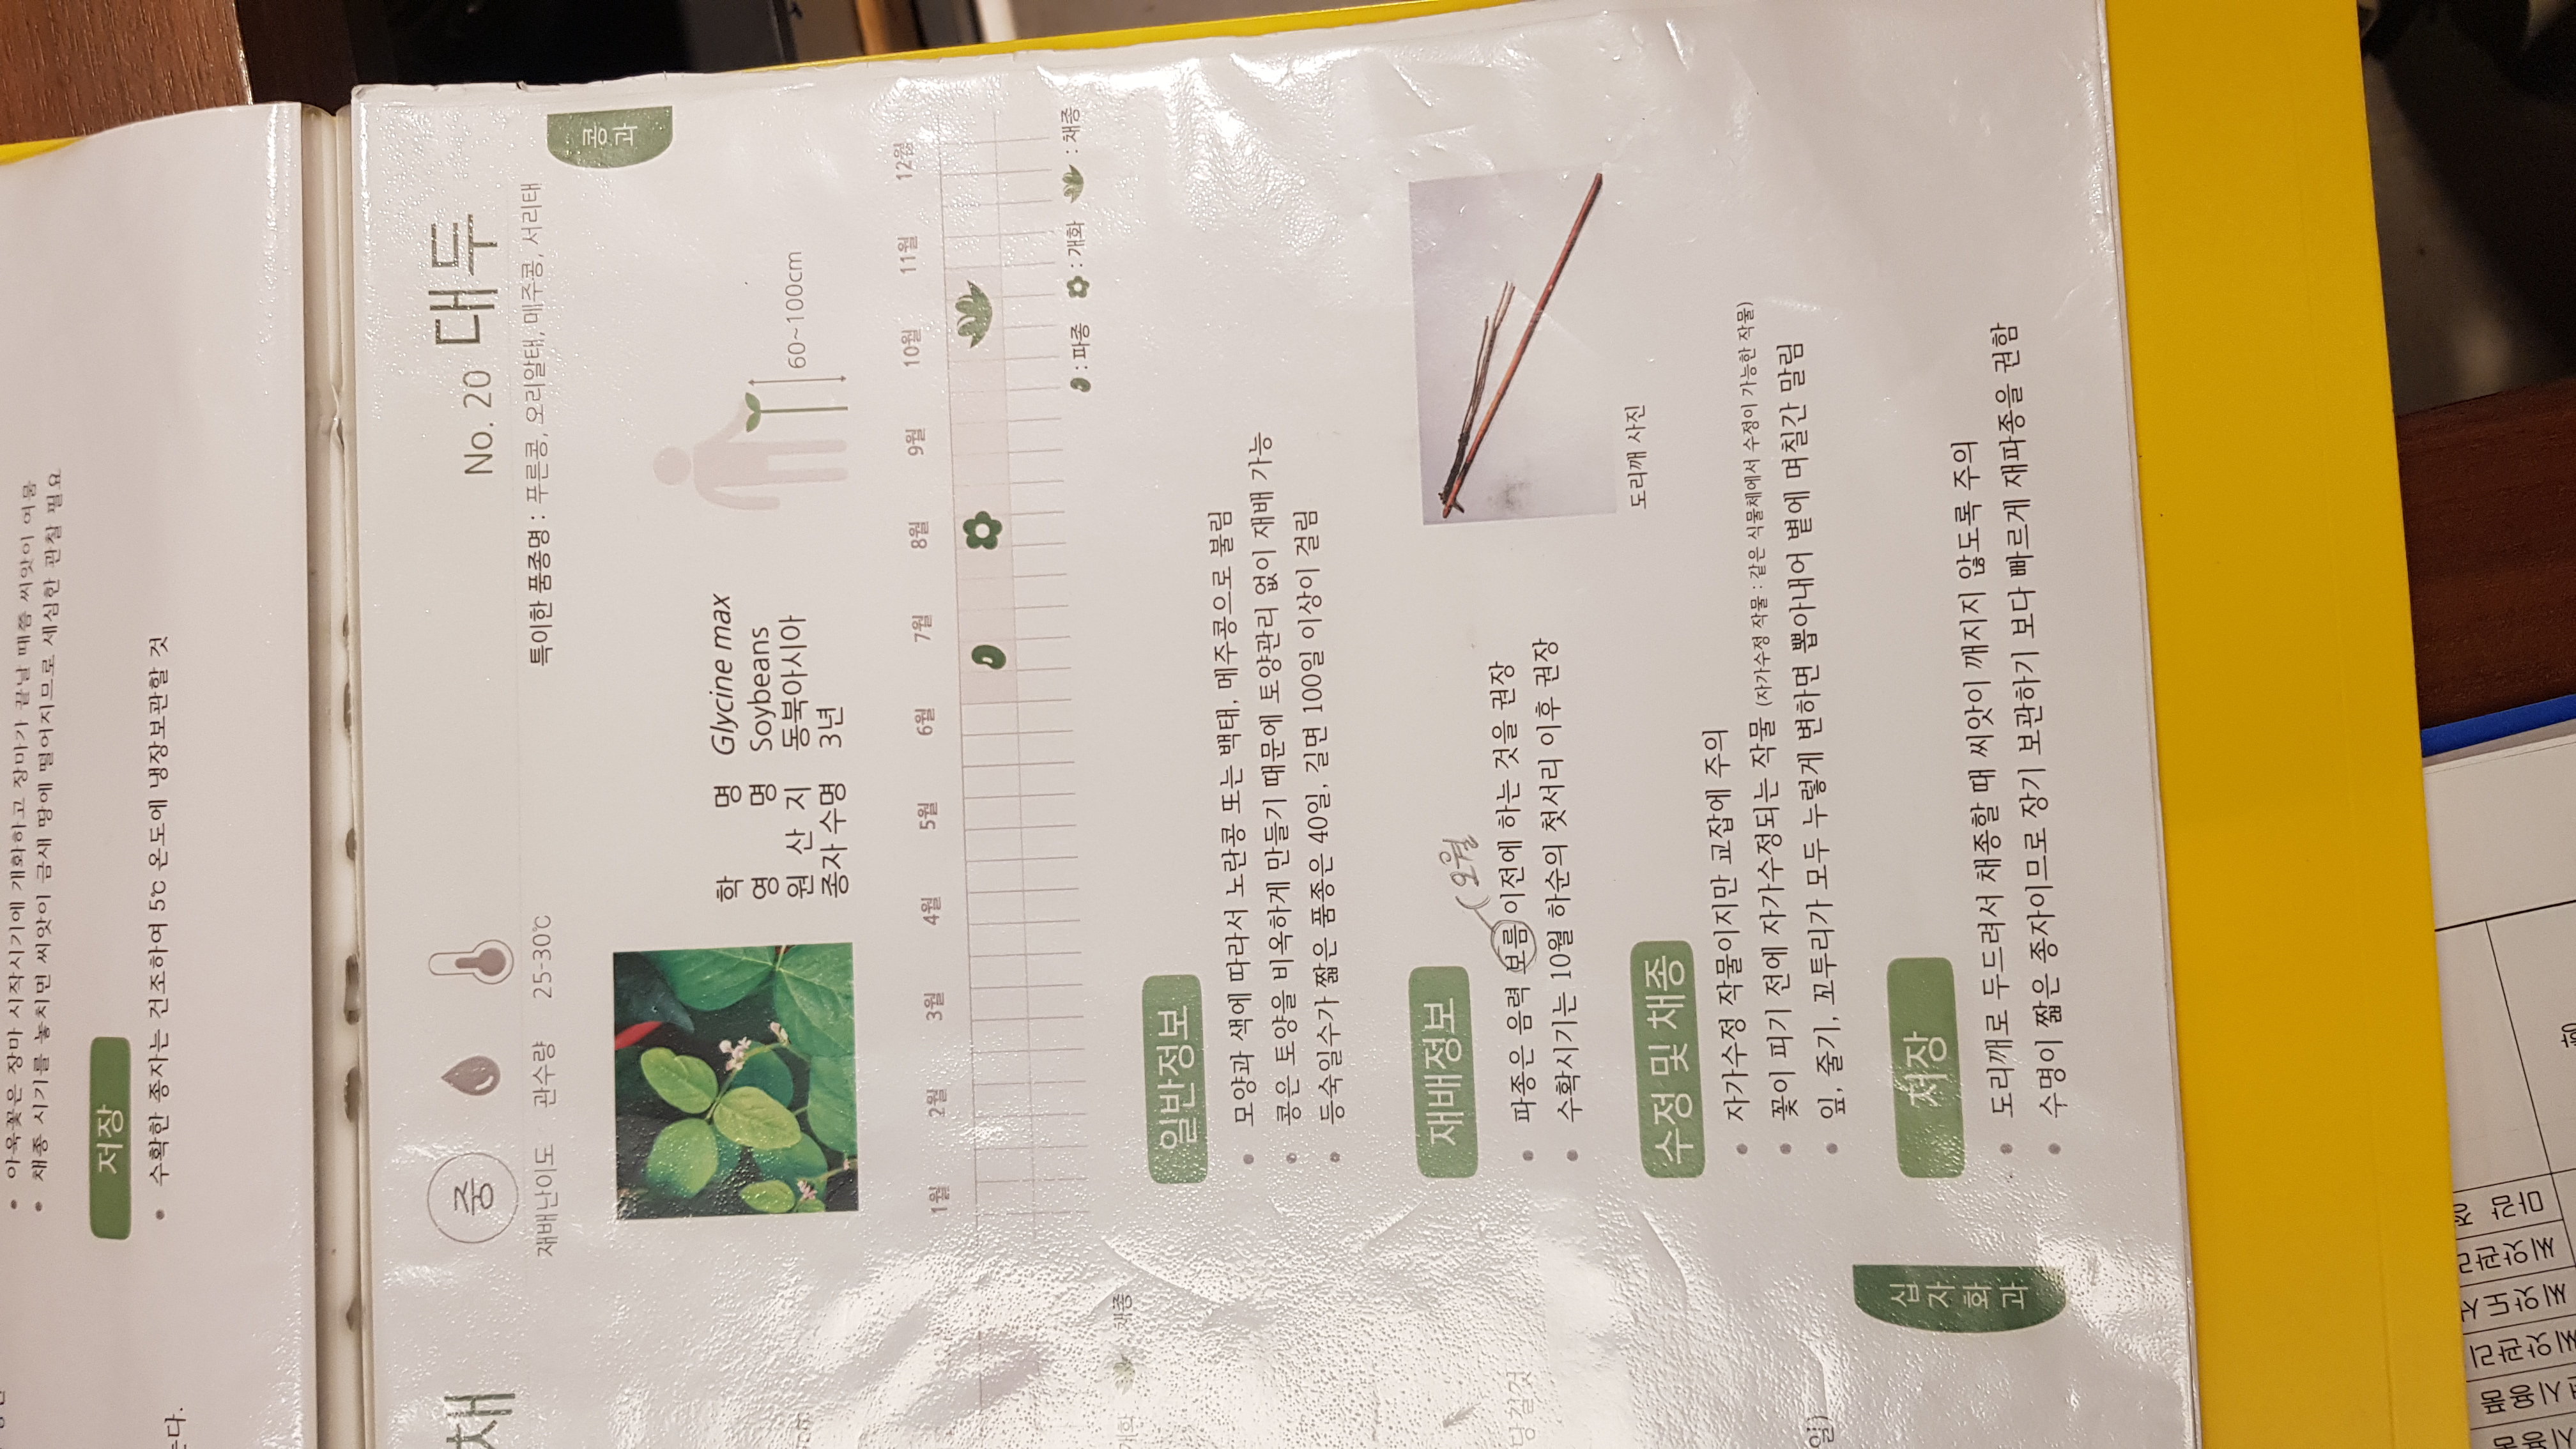 아욱꽃은 장마 시작시기에 개화하고 장마가 끝날 때쯤 씨앗이 여뭄
채종 시기를 놓치면 씨앗이 금새 땅에 떨어지므로 세심한 관찰 필요
저장
수확한 종자는 건조하여 5℃ 온도에 냉장보관할 것
는다.
채
중
재배난이도 관수량 25-30℃
No. 20 대두
특이한 품종명 : 푸른콩, 오리알태, 메주콩, 서리태
콩과
학 명 Glycine max
영 명 Soybeans
원 산 지 동북아시아
종자 수명 3년
60~100cm
cm
1월 2월 3월 4월 5월 6월 7월 8월 9월 10월 11월 12월
: 파종 : 개화 : 채종
개화 : 채종
일반정보
모양과 색에 따라서 노란콩 또는 백태, 메주콩으로 불림
콩은 토양을 비옥하게 만들기 때문에 토양관리 없이 재배 가능
등숙일수가 짧은 품종은 40일, 길면 100일 이상이 걸림
재배정보
오월
파종은 음력 보름 이전에 하는 것을 권장
수확시기는 10월 하순의 첫서리 이후 권장
도리깨 사진
당길것
수정 및 채종
자가수정 작물이지만 교잡에 주의
꽃이 피기 전에 자가수정되는 작물 (자가수정 작물 : 같은 식물체에서 수정이 가능한 작물)
잎, 줄기, 꼬투리가 모두 누렇게 변하면 뽑아내어 볕에 며칠간 말림
일)
십자화과
저장
도리깨로 두드려서 채종할 때 씨앗이 깨지지 않도록 주의
수명이 짧은 종자이므로 장기 보관하기 보다 빠르게 재파종을 권함
씨앗관리
씨앗도서
씨앗관리
마감 정